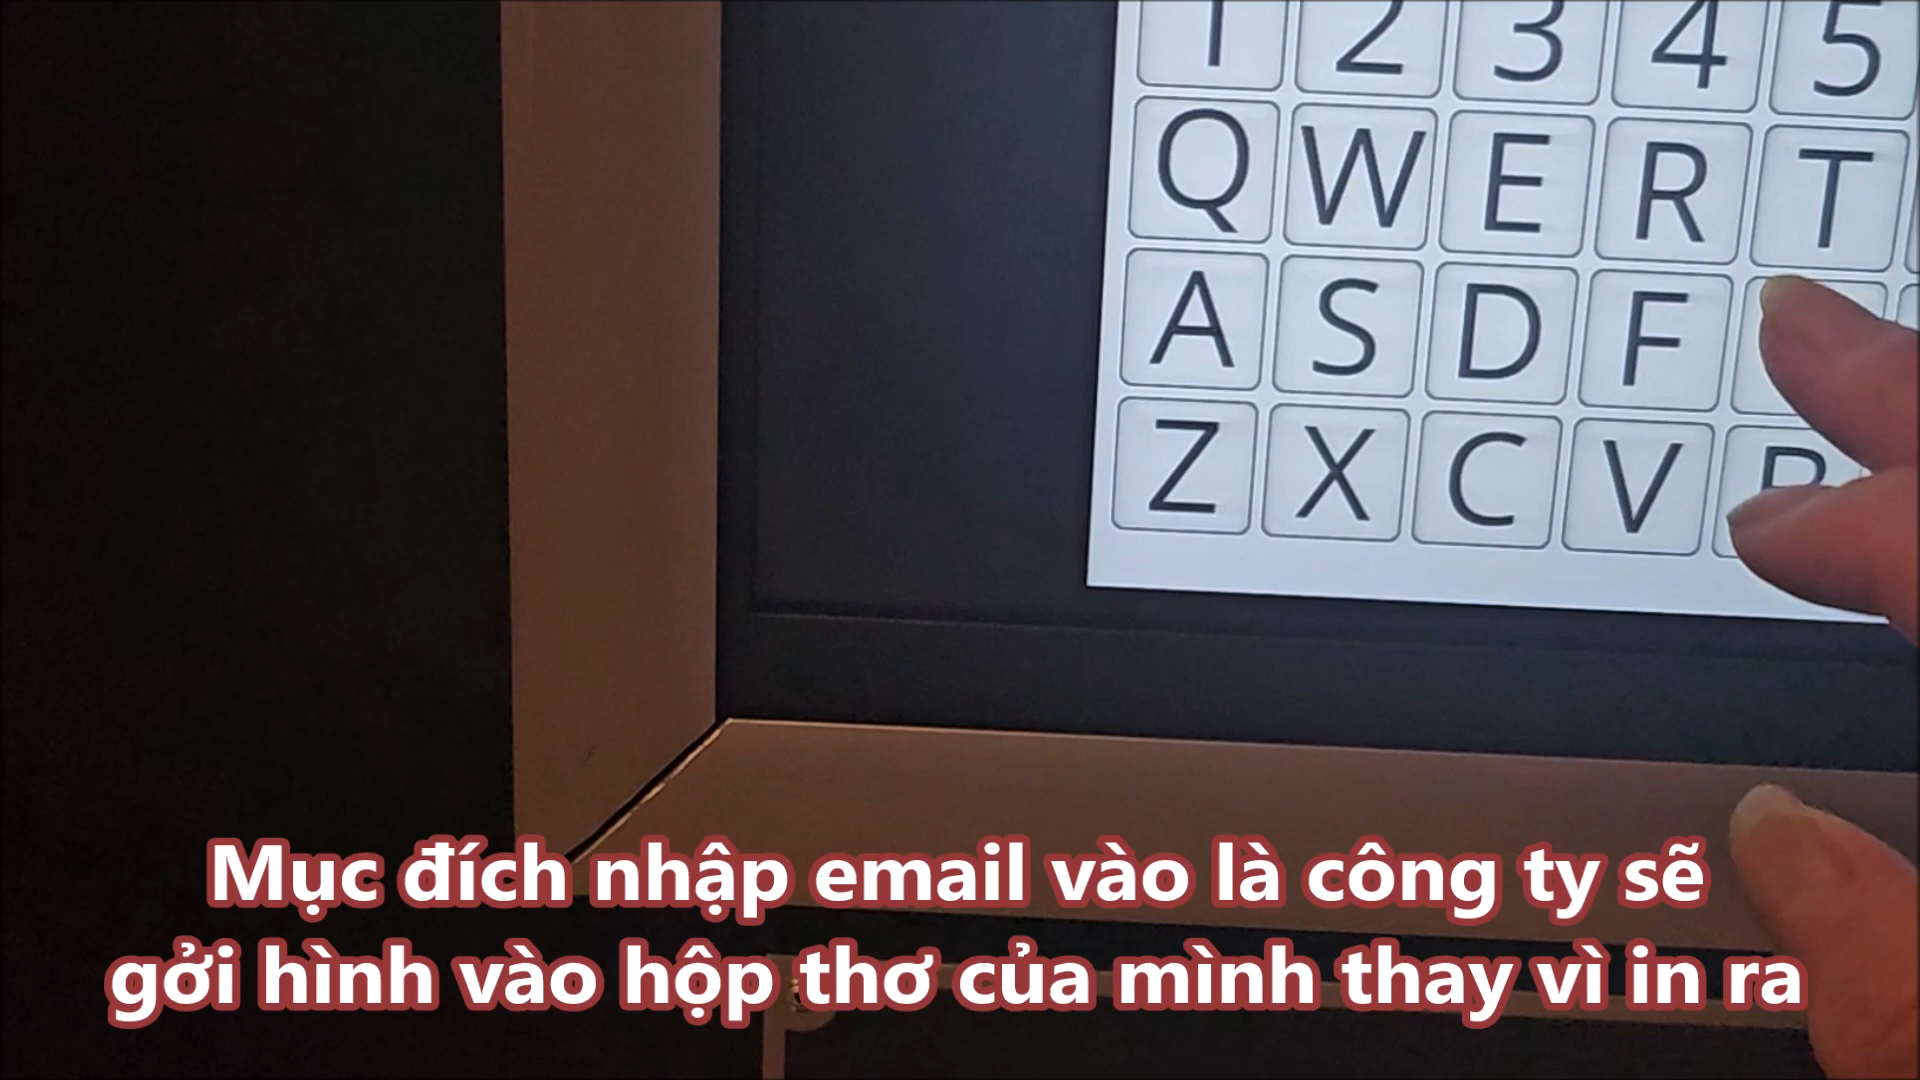 1 2 3 4 5
Q W E R T
A S D F
Z X C V B
Mục đích nhập email vào là công ty sẽ
gởi hình vào hộp thơ của mình thay vì in ra